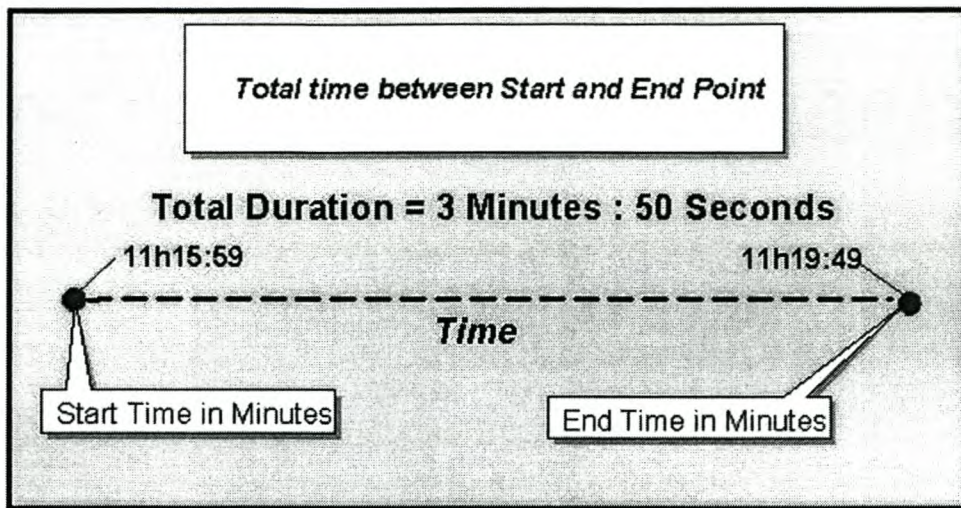 Total time between Start and End Point
Total Duration = 3 Minutes : 50 Seconds
11h15:59
11h19:49
Time
Start Time in Minutes
End Time in Minutes